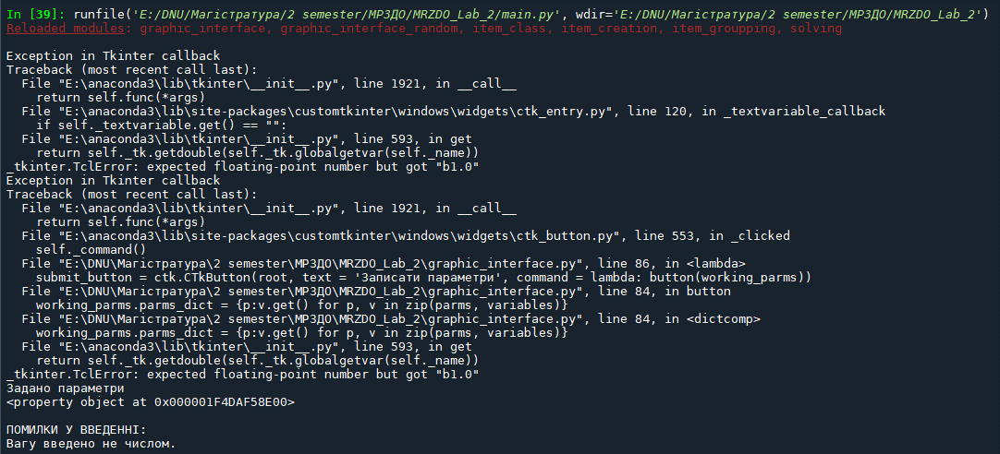 In [39]: runfile('E:/DNU/Магістратура/2 semester/МРЗДО/MRZDO_Lab_2/main.py', wdir='E:/DNU/Магістратура/2 semester/МРЗДО/MRZDO_Lab_2')
Reloaded modules: graphic_interface, graphic_interface_random, item_class, item_creation, item_groupping, solving
Exception in Tkinter callback
Traceback (most recent call last):
  File "E:\anaconda3\lib\tkinter\__init__.py", line 1921, in __call__
    return self.func(*args)
  File "E:\anaconda3\lib\site-packages\customtkinter\windows\widgets\ctk_entry.py", line 120, in _textvariable_callback
    if self._textvariable.get() == "":
  File "E:\anaconda3\lib\tkinter\__init__.py", line 593, in get
    return self._tk.getdouble(self._tk.globalgetvar(self._name))
_tkinter.TclError: expected floating-point number but got "b1.0"
Exception in Tkinter callback
Traceback (most recent call last):
  File "E:\anaconda3\lib\tkinter\__init__.py", line 1921, in __call__
    return self.func(*args)
  File "E:\anaconda3\lib\site-packages\customtkinter\windows\widgets\ctk_button.py", line 553, in _clicked
    self._command()
  File "E:\DNU\Магістратура\2 semester\МРЗДО\MRZDO_Lab_2\graphic_interface.py", line 86, in <lambda>
    submit_button = ctk.CTkButton(root, text = 'Записати параметри', command = lambda: button(working_parms))
  File "E:\DNU\Магістратура\2 semester\МРЗДО\MRZDO_Lab_2\graphic_interface.py", line 84, in button
    working_parms.parms_dict = {p:v.get() for p, v in zip(parms, variables)}
  File "E:\DNU\Магістратура\2 semester\МРЗДО\MRZDO_Lab_2\graphic_interface.py", line 84, in <dictcomp>
    working_parms.parms_dict = {p:v.get() for p, v in zip(parms, variables)}
  File "E:\anaconda3\lib\tkinter\__init__.py", line 593, in get
    return self._tk.getdouble(self._tk.globalgetvar(self._name))
_tkinter.TclError: expected floating-point number but got "b1.0"
Задано параметри
<property object at 0x000001F4DAF58E00>
ПОМИЛКИ У ВВЕДЕННІ:
Вагу введено не числом.